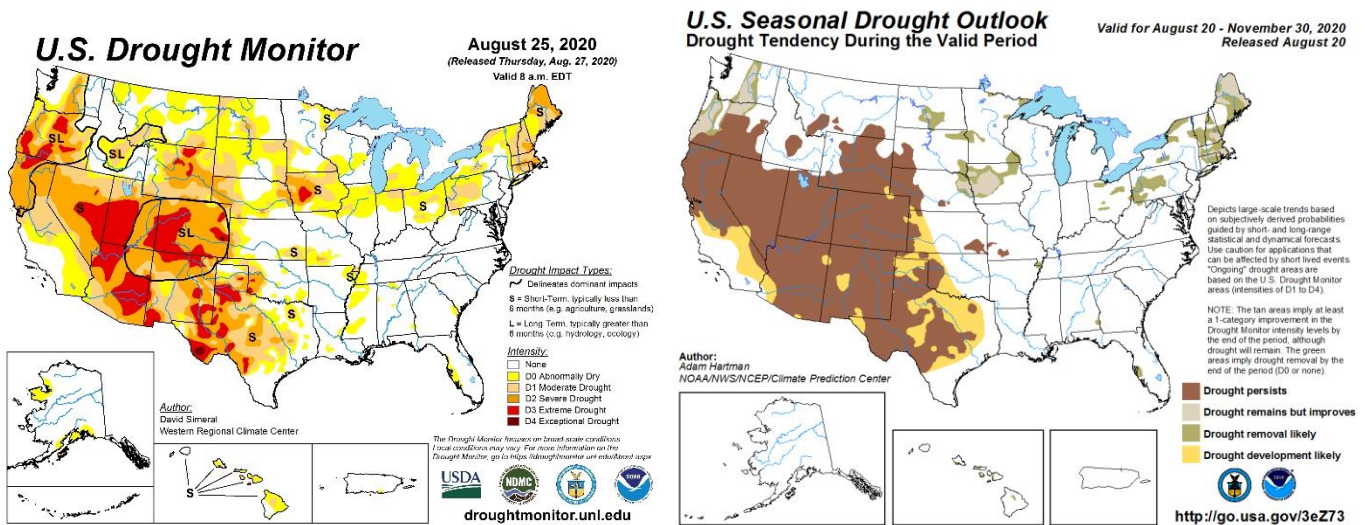 U.S. Drought Monitor
August 25, 2020
(Released Thursday, Aug. 27, 2020)
Valid 8 a.m. EDT
S
SL
SL
S
S
S
S
SL
S
S
S
S
Drought Impact Types:
Delineates dominant impacts
S = Short-Term, typically less than
6 months (e.g. agriculture, grasslands)
L = Long Term, typically greater than
6 months (e.g. hydrology, ecology)
Intensity:
None
D0 Abnormally Dry
D1 Moderate Drought
D2 Severe Drought
D3 Extreme Drought
D4 Exceptional Drought
Author:
David Simeral
Western Regional Climate Center
S
The Drought Monitor focuses on broad-scale conditions.
Local conditions may vary. For more information on the
Drought Monitor, go to https://droughtmonitor.unl.edu/About.aspx
USDA
NDMC
droughtmonitor.unl.edu
U.S. Seasonal Drought Outlook
Drought Tendency During the Valid Period
Valid for August 20 - November 30, 2020
Released August 20
Depicts large-scale trends based
on subjectively derived probabilities
guided by short- and long-range
statistical and dynamical forecasts.
Use caution for applications that
can be affected by short lived events.
"Ongoing" drought areas are
based on the U.S. Drought Monitor
areas (intensities of D1 to D4).
NOTE: The tan areas imply at least
a 1-category improvement in the
Drought Monitor intensity levels by
the end of the period, although
drought will remain. The green
areas imply drought removal by the
end of the period (D0 or none).
Author:
Adam Hartman
NOAA/NWS/NCEP/Climate Prediction Center
Drought persists
Drought remains but improves
Drought removal likely
Drought development likely
http://go.usa.gov/3eZ73